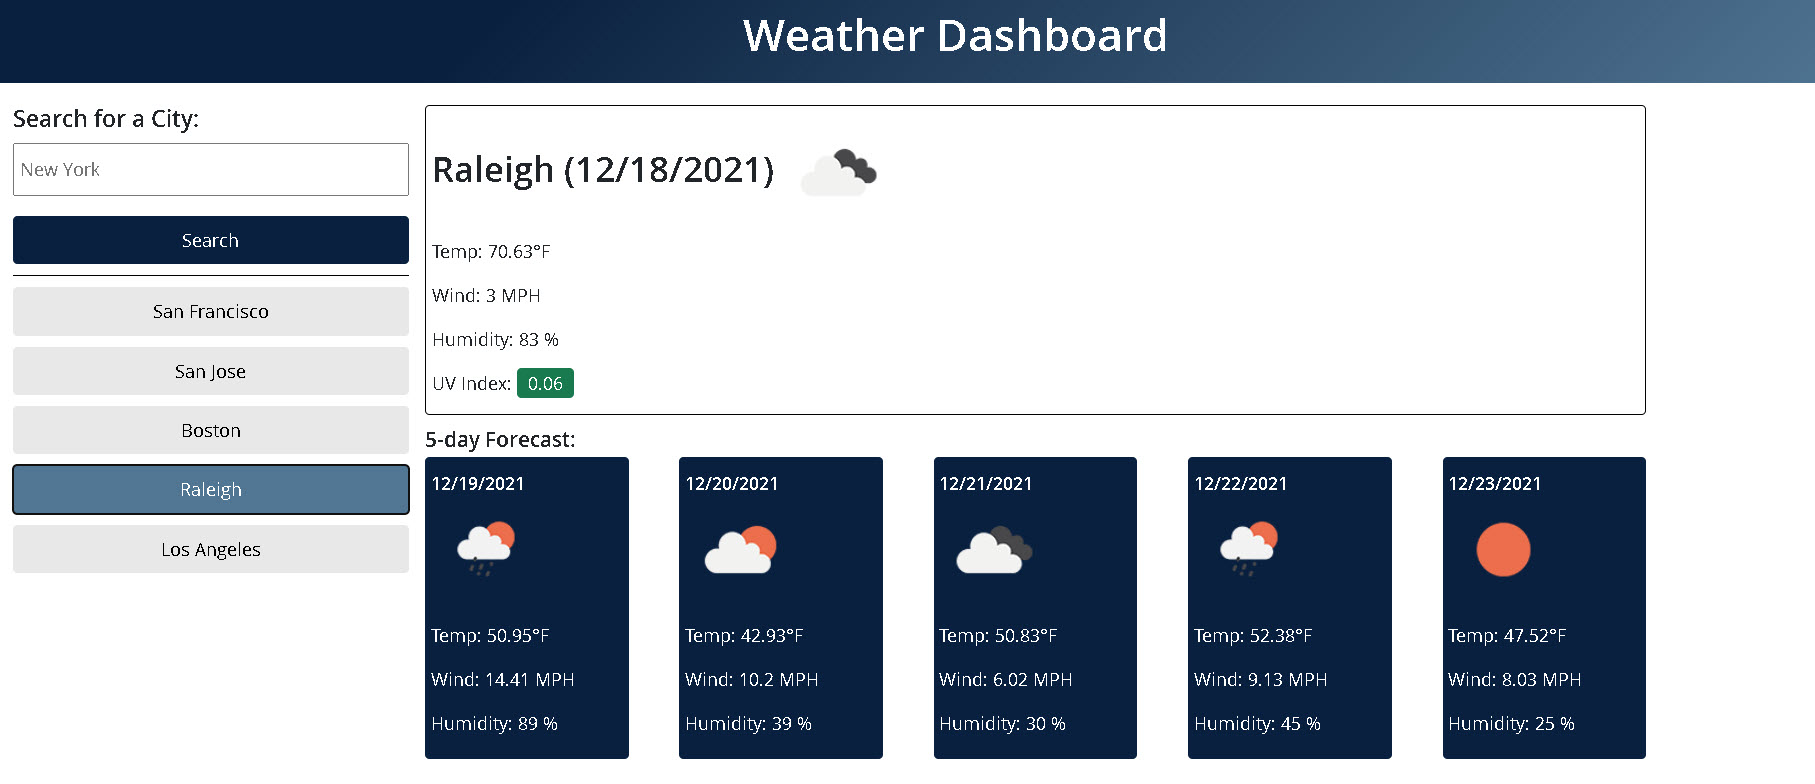 Weather Dashboard
Search for a City:
New York
Search
San Francisco
San Jose
Boston
Raleigh
Los Angeles
Raleigh (12/18/2021)
Temp: 70.63°F
Wind: 3 MPH
Humidity: 83 %
UV Index: 0.06
5-day Forecast:
12/19/2021
Temp: 50.95°F
Wind: 14.41 MPH
Humidity: 89 %
12/20/2021
Temp: 42.93°F
Wind: 10.2 MPH
Humidity: 39 %
12/21/2021
Temp: 50.83°F
Wind: 6.02 MPH
Humidity: 30 %
12/22/2021
Temp: 52.38°F
Wind: 9.13 MPH
Humidity: 45 %
12/23/2021
Temp: 47.52°F
Wind: 8.03 MPH
Humidity: 25 %